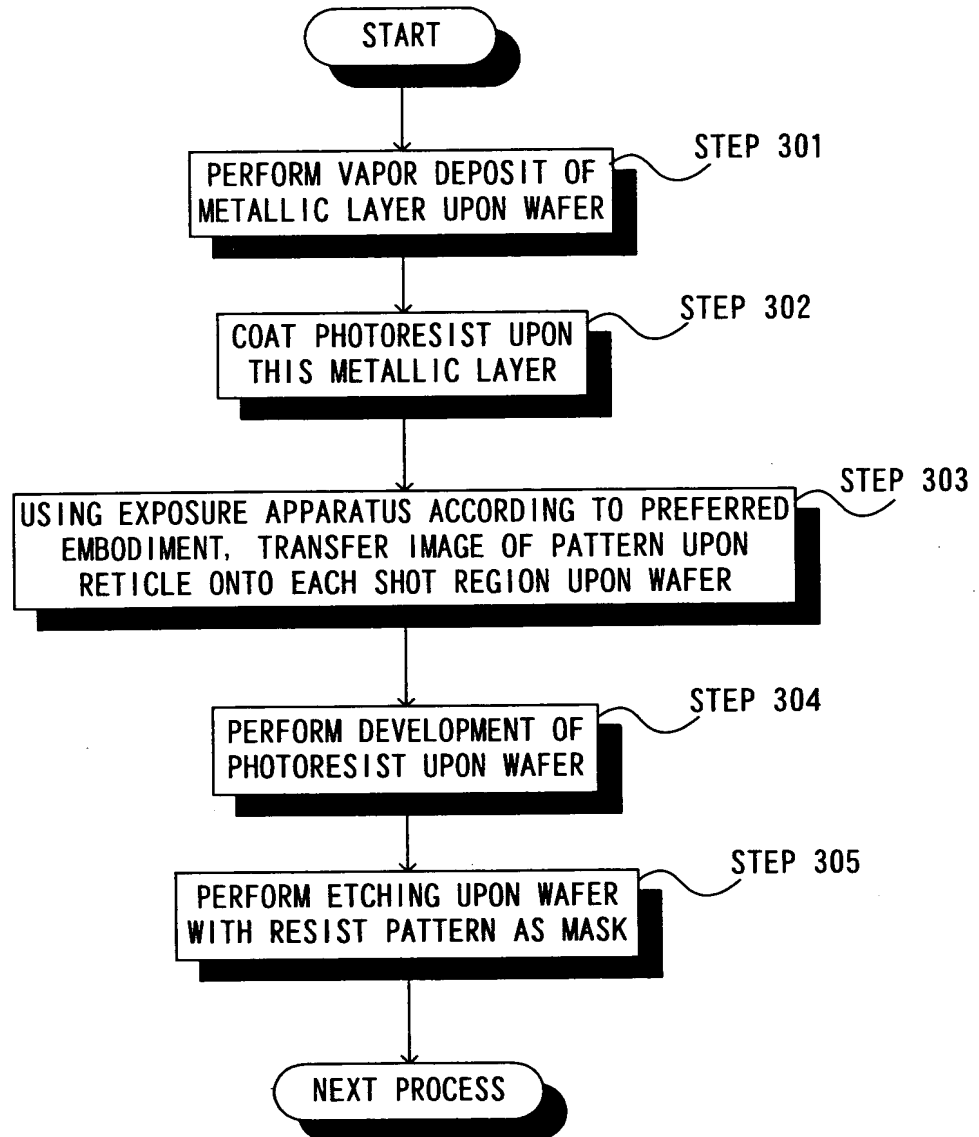 START
STEP 301
PERFORM VAPOR DEPOSIT OF
METALLIC LAYER UPON WAFER
STEP 302
COAT PHOTORESIST UPON
THIS METALLIC LAYER
STEP 303
USING EXPOSURE APPARATUS ACCORDING TO PREFERRED
EMBODIMENT, TRANSFER IMAGE OF PATTERN UPON
RETICLE ONTO EACH SHOT REGION UPON WAFER
STEP 304
PERFORM DEVELOPMENT OF
PHOTORESIST UPON WAFER
STEP 305
PERFORM ETCHING UPON WAFER
WITH RESIST PATTERN AS MASK
NEXT PROCESS